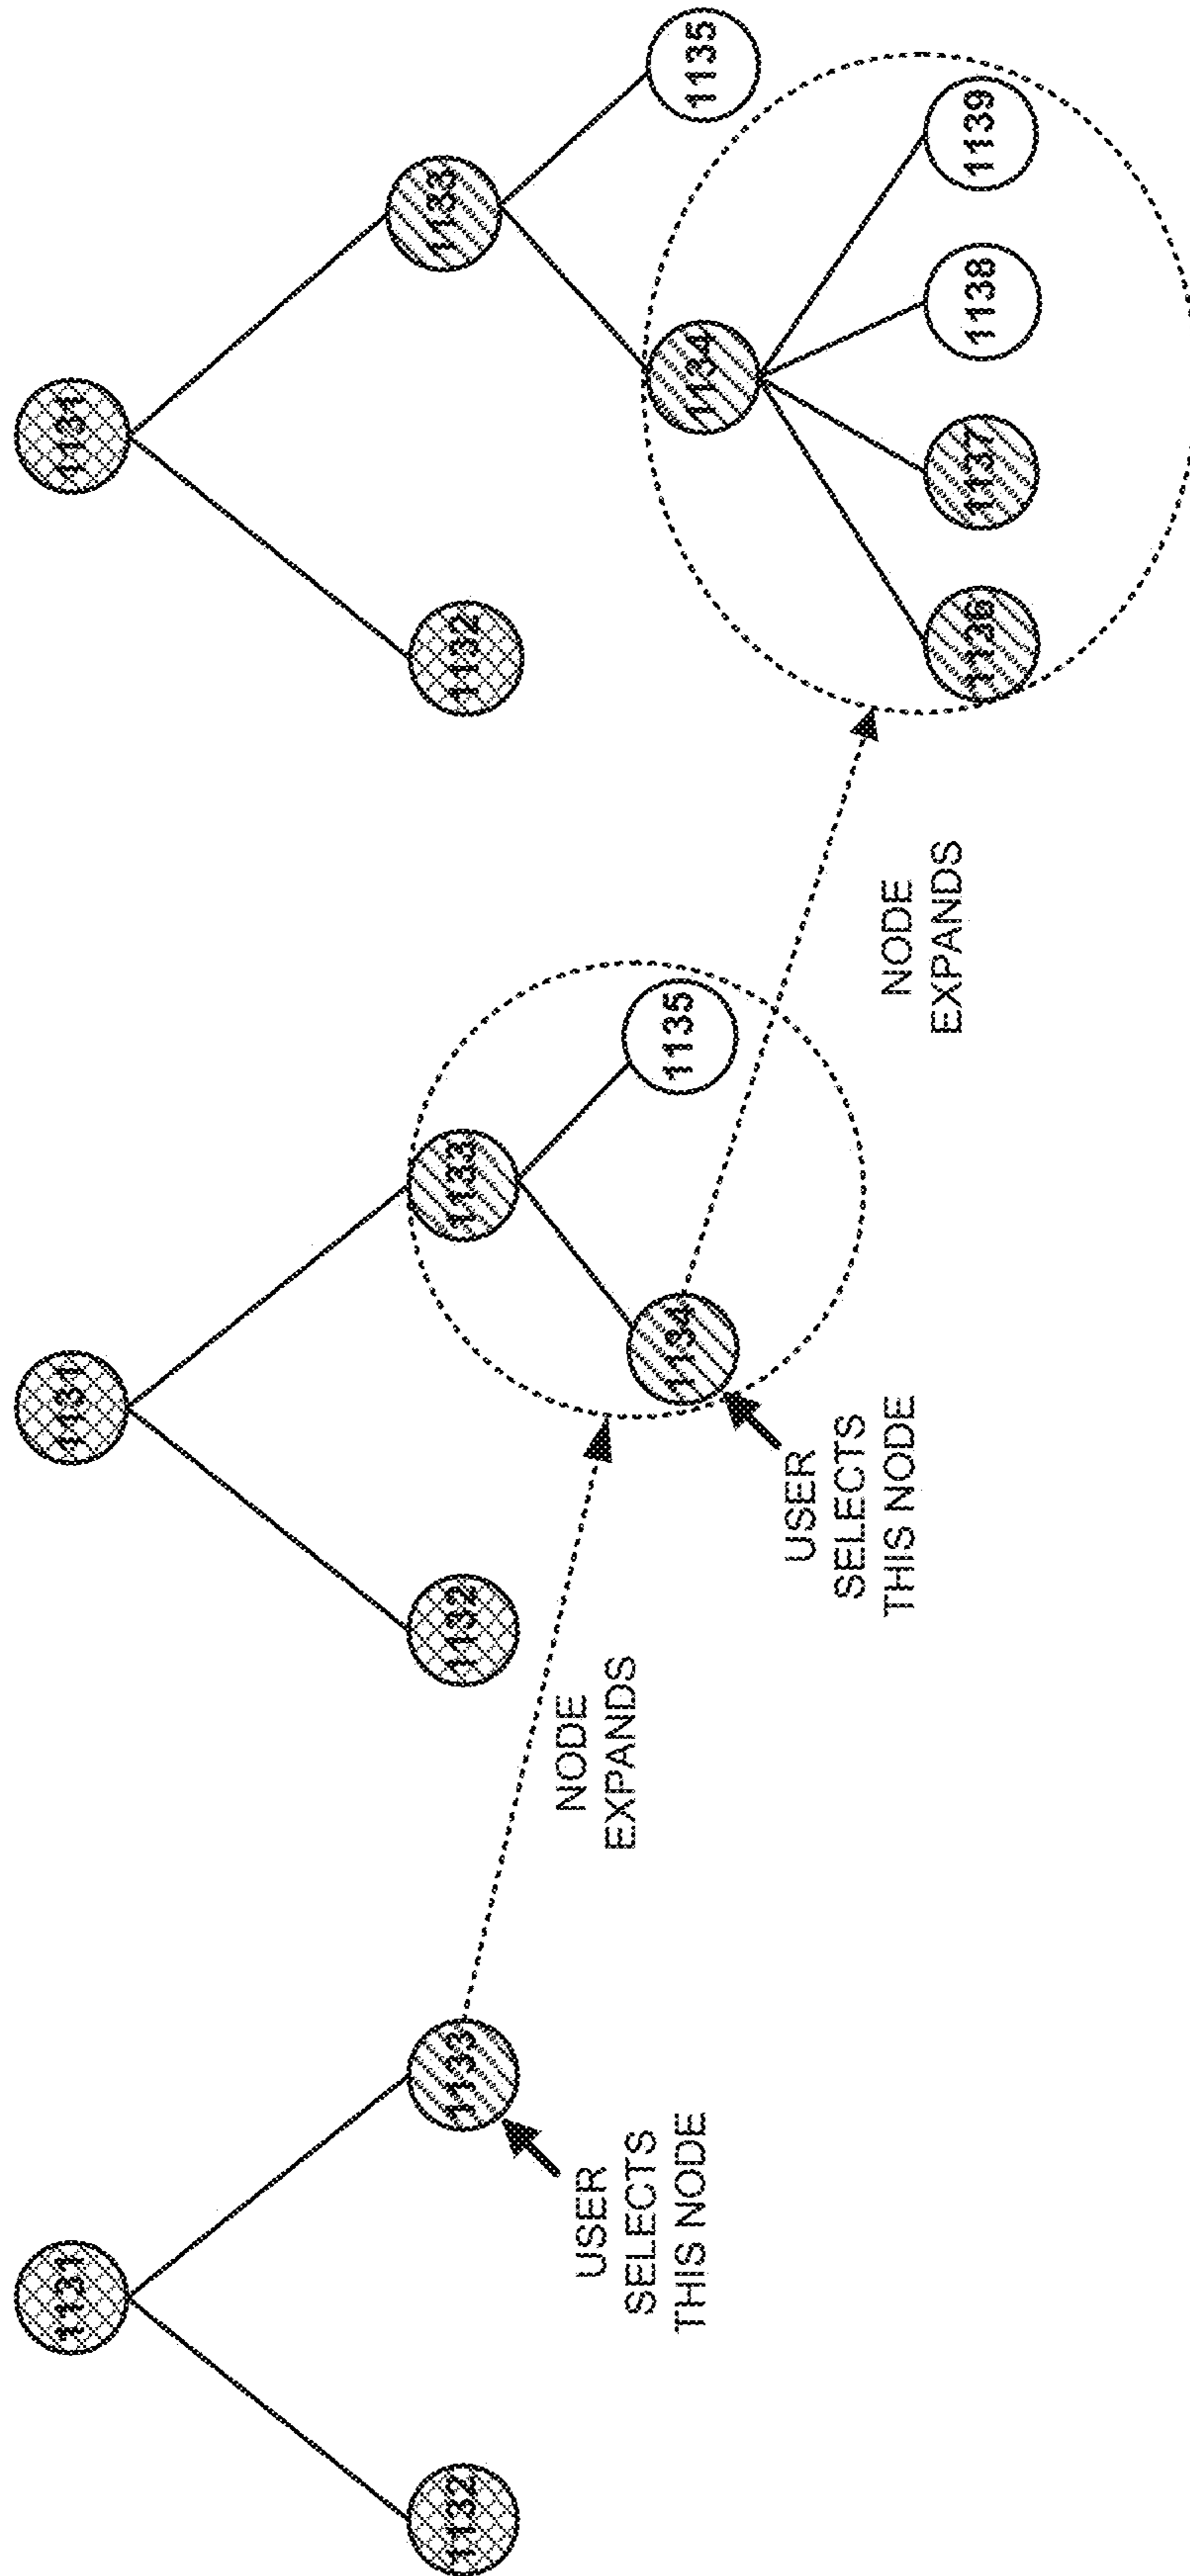 1131
1132
1133
USER
SELECTS
THIS NODE
NODE
EXPANDS
1131
1132
1133
1134
1135
USER
SELECTS
THIS NODE
NODE
EXPANDS
1131
1132
1133
1134
1135
1136
1137
1138
1139